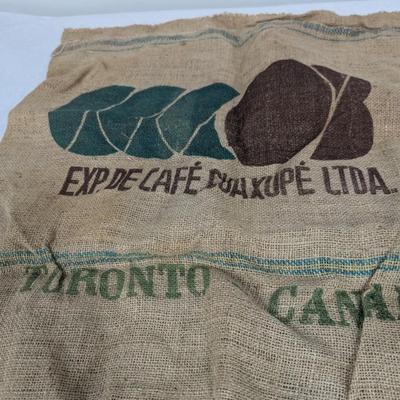 EXP. DE CAFÉ GUAXUPÉ LTDA.
TORONTO CANA